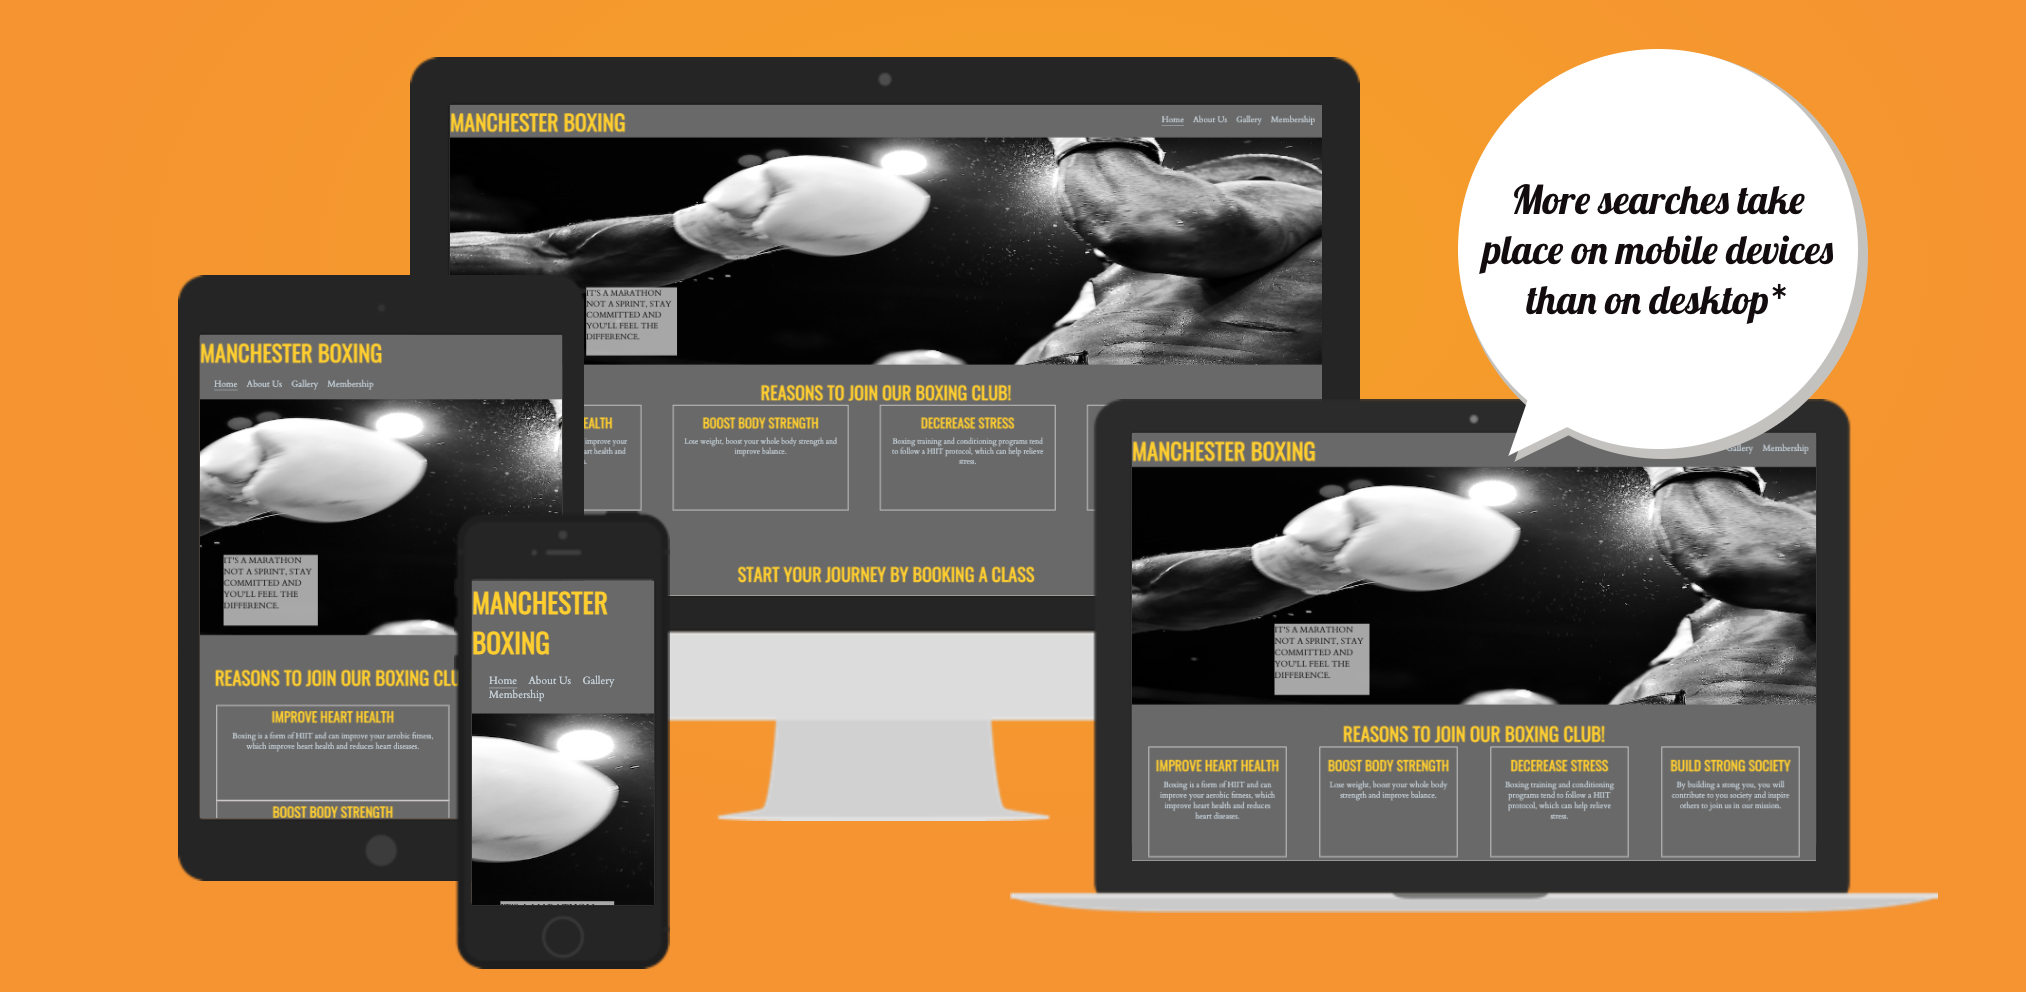 MANCHESTER BOXING
Home About Us Gallery Membership
IT'S A MARATHON
NOT A SPRINT, STAY
COMMITTED AND
YOU'LL FEEL THE
DIFFERENCE.
REASONS TO JOIN OUR BOXING CLUB!
EALTH
improve your
art health and
BOOST BODY STRENGTH
Lose weight, boost your whole body strength and
improve balance.
DECEREASE STRESS
Boxing training and conditioning programs tend
to follow a HIIT protocol, which can help relieve
stress.
START YOUR JOURNEY BY BOOKING A CLASS
More searches take
place on mobile devices
than on desktop*
MANCHESTER BOXING
Home About Us Gallery Membership
IT'S A MARATHON
NOT A SPRINT, STAY
COMMITTED AND
YOU'LL FEEL THE
DIFFERENCE.
REASONS TO JOIN OUR BOXING CLU
IMPROVE HEART HEALTH
Boxing is a form of HIIT and can improve your aerobic fitness,
which improve heart health and reduces heart diseases.
BOOST BODY STRENGTH
MANCHESTER
BOXING
Home About Us Gallery
Membership
MANCHESTER BOXING
Gallery Membership
IT'S A MARATHON
NOT A SPRINT, STAY
COMMITTED AND
YOU'LL FEEL THE
DIFFERENCE.
REASONS TO JOIN OUR BOXING CLUB!
IMPROVE HEART HEALTH
Boxing is a form of HIIT and can
improve your aerobic fitness, which
improve heart health and reduces
heart diseases.
BOOST BODY STRENGTH
Lose weight, boost your whole body
strength and improve balance.
DECEREASE STRESS
Boxing training and conditioning
programs tend to follow a HIIT
protocol, which can help relieve
stress.
BUILD STRONG SOCIETY
By building a stong you, you will
contribute to you society and inspire
others to join us in our mission.